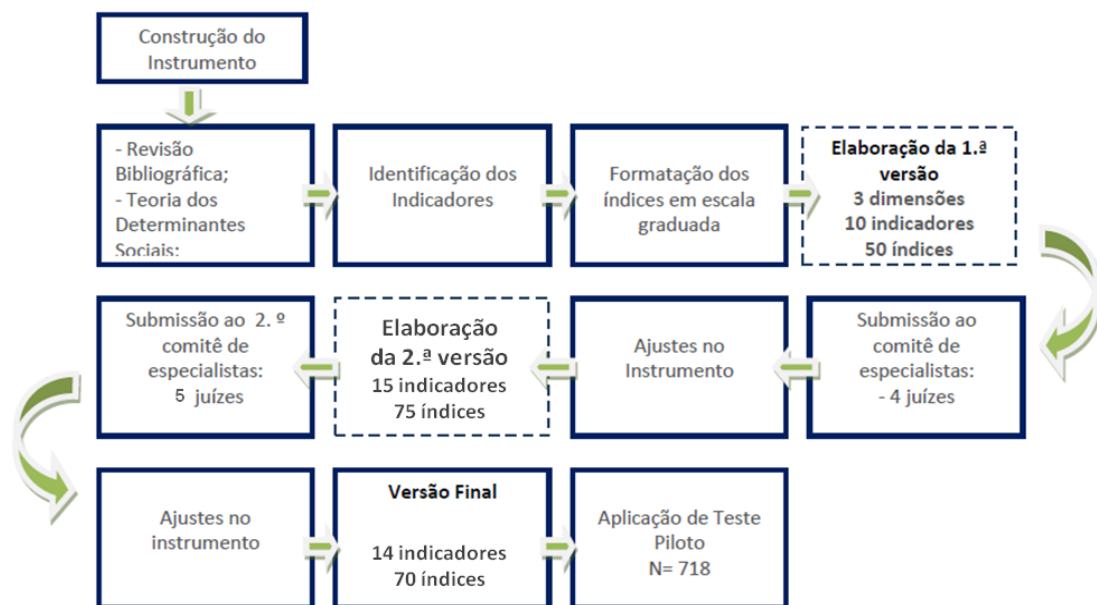 Construção do
Instrumento
- Revisão
Bibliográfica;
- Teoria dos
Determinantes
Sociais;
Identificação dos
Indicadores
Formatação dos
índices em escala
graduada
Elaboração da 1.ª
versão
3 dimensões
10 indicadores
50 índices
Submissão ao
comitê de
especialistas:
- 4 juízes
Ajustes no
Instrumento
Elaboração
da 2.ª versão
15 indicadores
75 índices
Submissão ao 2. º
comitê de
especialistas:
5 juízes
Ajustes no
instrumento
Versão Final
14 indicadores
70 índices
Aplicação de Teste
Piloto
N= 718